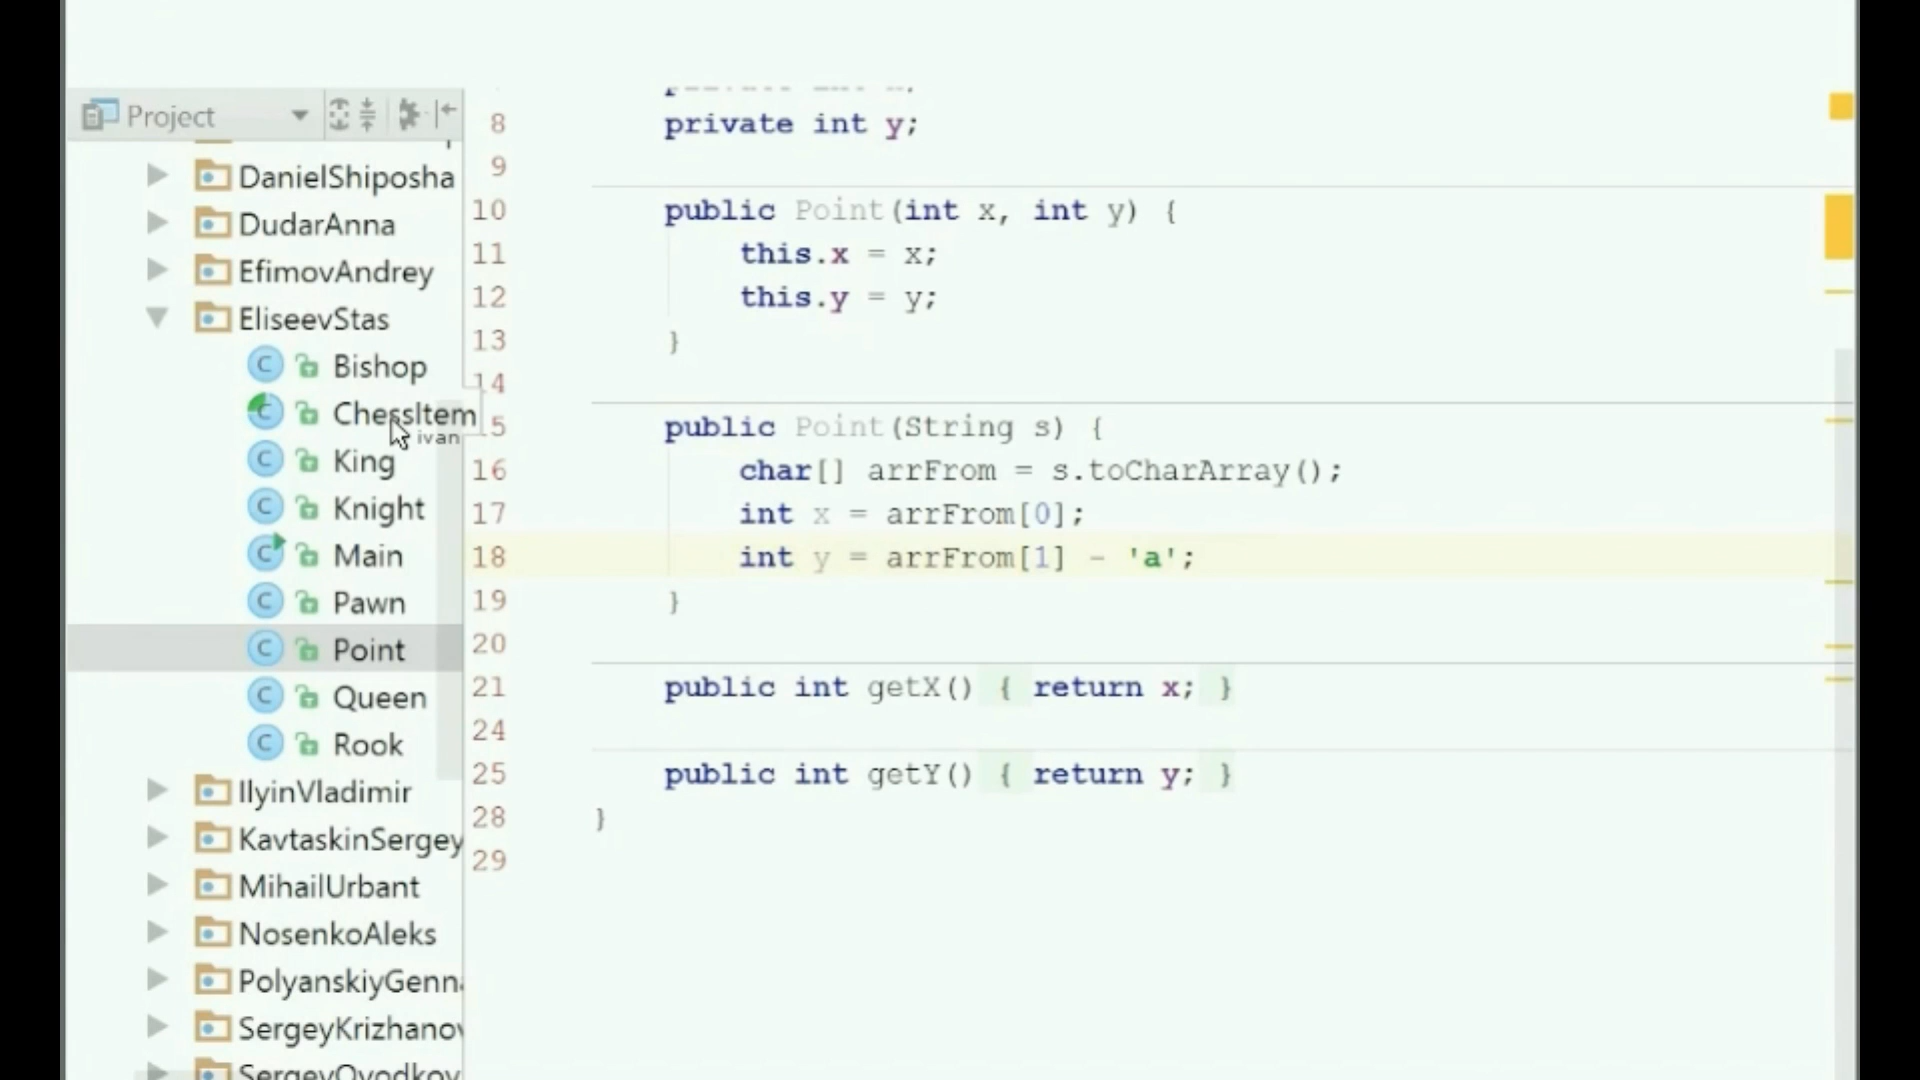 Project
DanielShiposha
DudarAnna
EfimovAndrey
EliseevStas
Bishop
ChessItem
ivan
King
Knight
Main
Pawn
Point
Queen
Rook
IlyinVladimir
KavtaskinSergey
MihailUrbant
NosenkoAleks
PolyanskiyGenn
SergeyKrizhano
SergeyOvodkov
8 private int y;
9
10 public Point(int x, int y) {
11 this.x = x;
12 this.y = y;
13 }
14
15 public Point(String s) {
16 char[] arrFrom = s.toCharArray();
17 int x = arrFrom[0];
18 int y = arrFrom[1] - 'a';
19 }
20
21 public int getX() { return x; }
24
25 public int getY() { return y; }
28 }
29